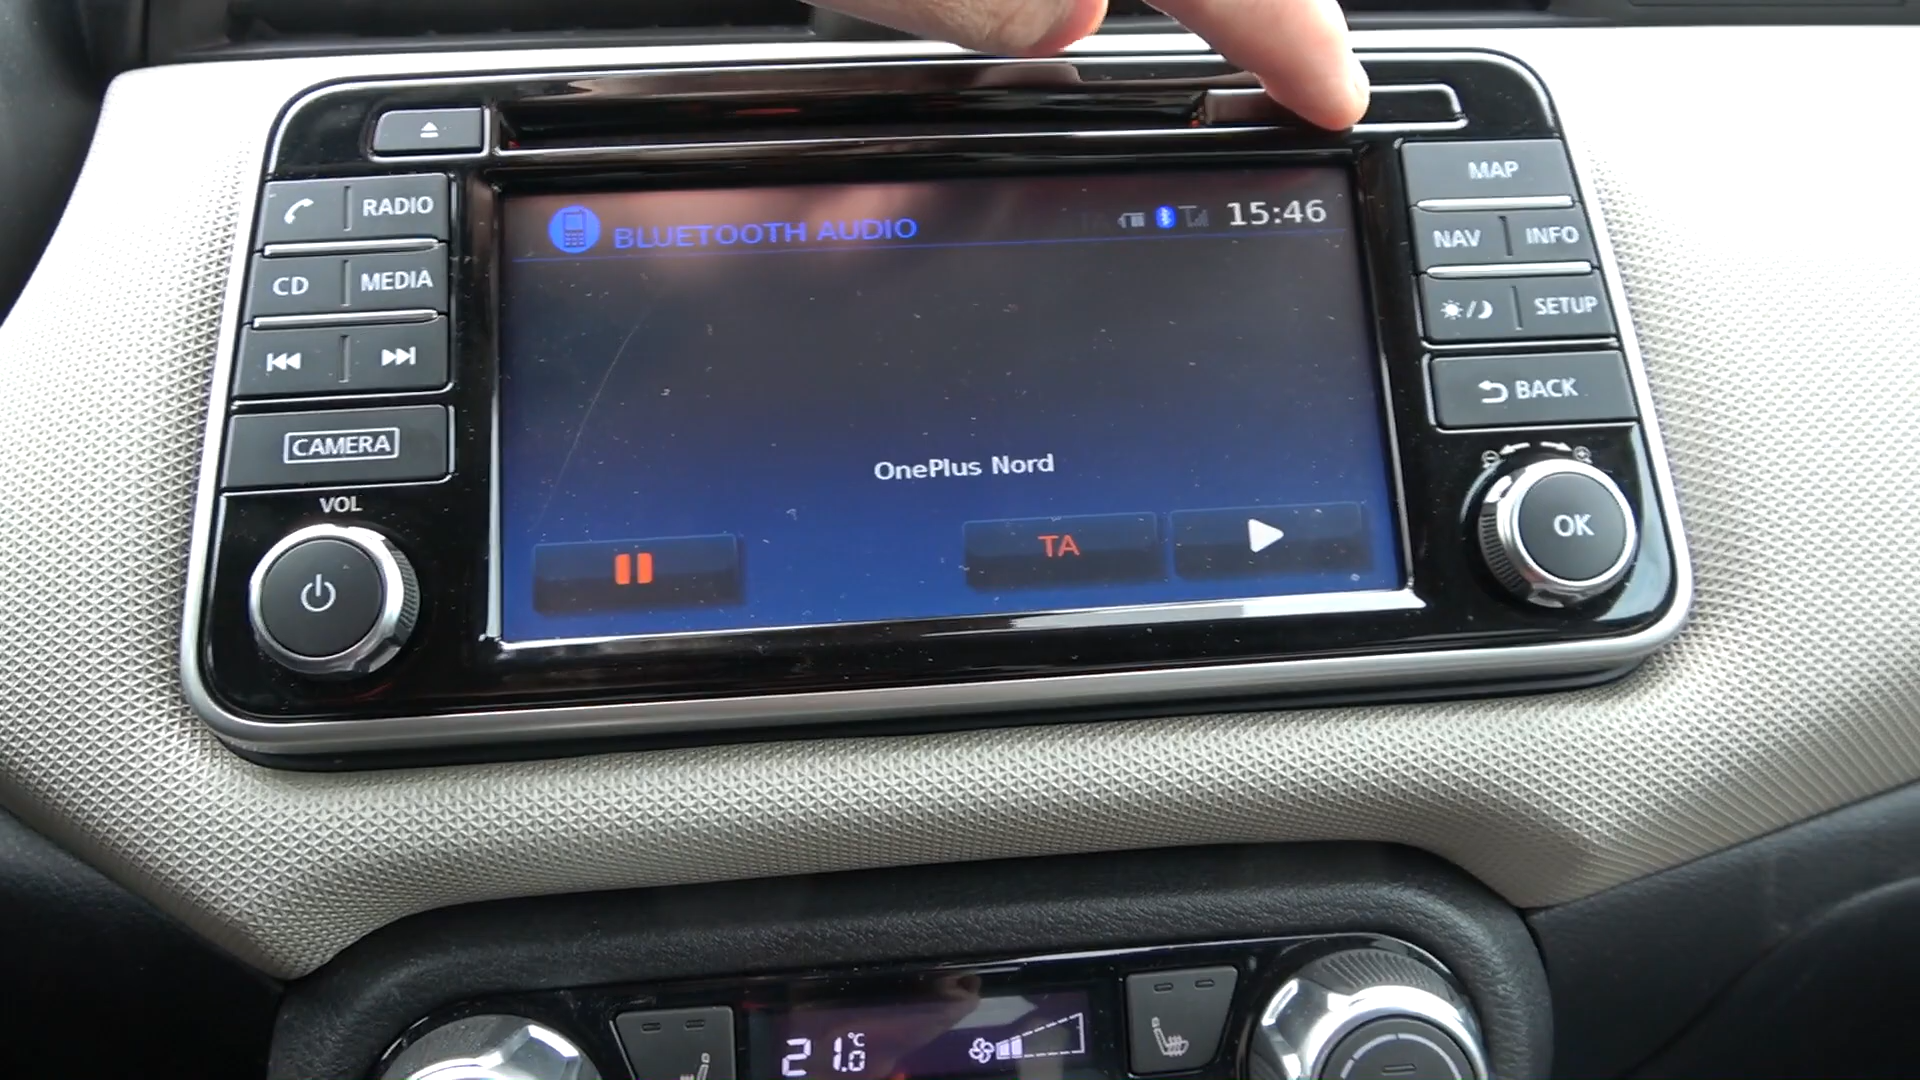 MAP
RADIO
BLUETOOTH AUDIO
15:46
NAV
INFO
CD
MEDIA
SETUP
BACK
CAMERA
OnePlus Nord
VOL
TA
OK
21.0°C